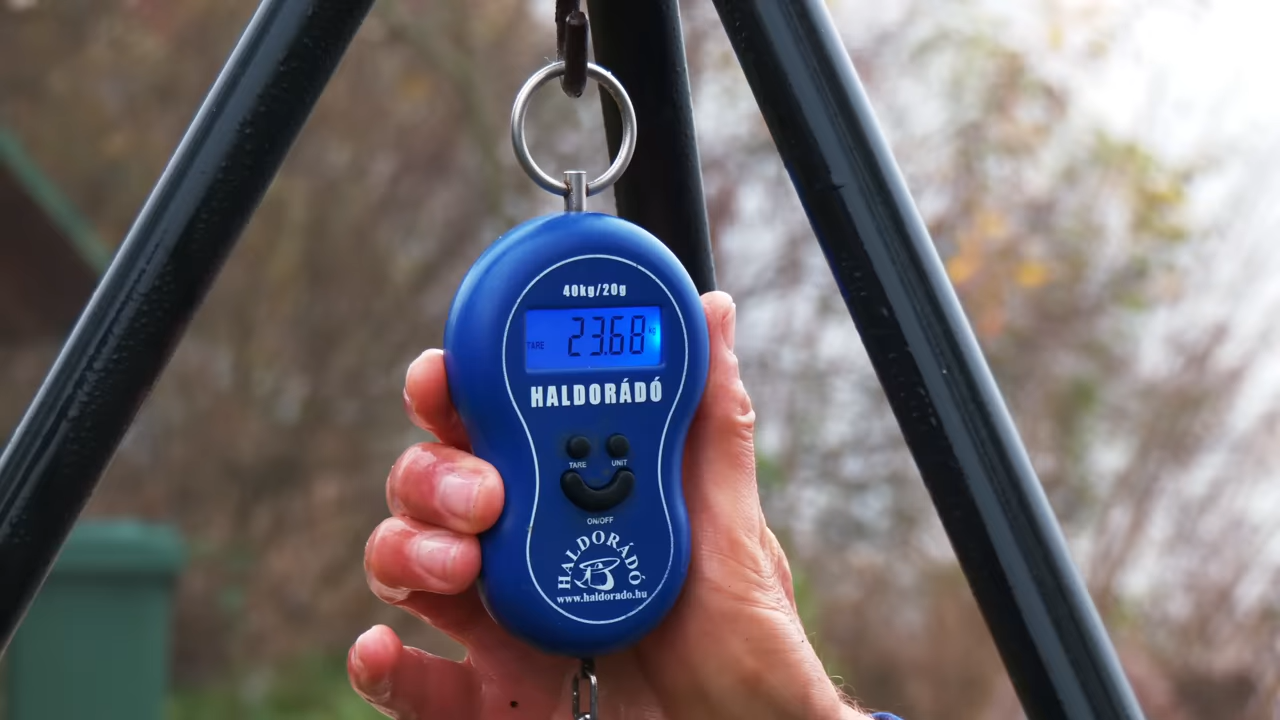 40kg/20g
TARE 23.68 kg
HALDORÁDÓ
TARE UNIT
ON/OFF
HALDORÁDÓ
www.haldorado.hu